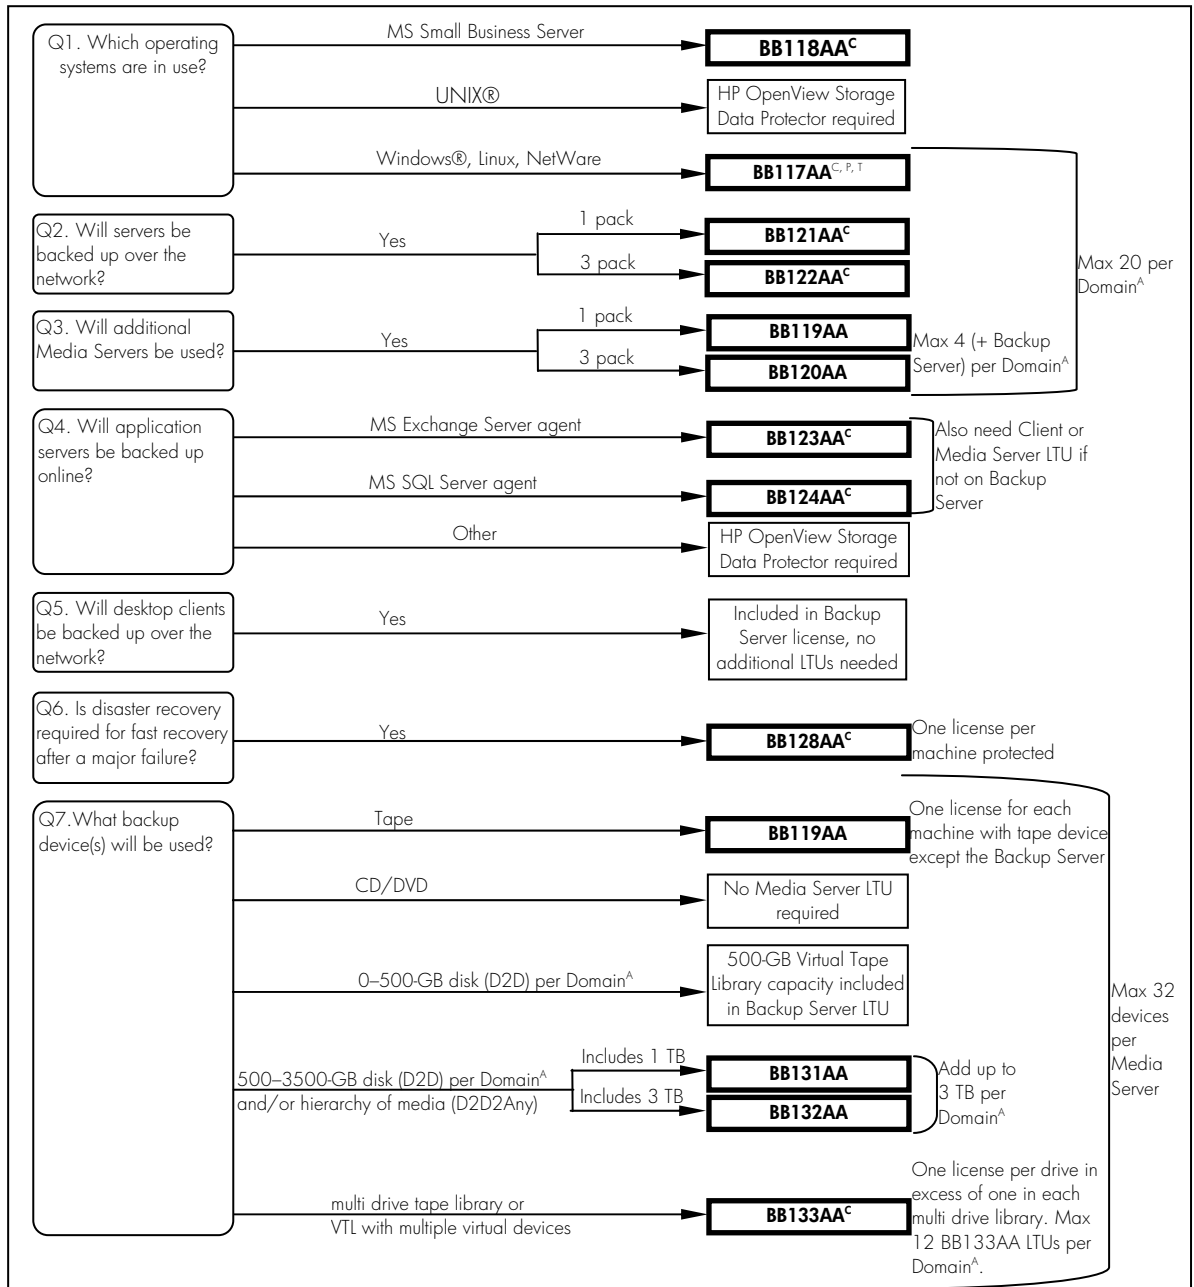 Q1. Which operating
systems are in use?
MS Small Business Server
BB118AA^C
UNIX®
HP OpenView Storage
Data Protector required
Windows®, Linux, NetWare
BB117AA^C, P, T
Q2. Will servers be
backed up over the
network?
Yes
1 pack
BB121AA^C
3 pack
BB122AA^C
Max 20 per
Domain^A
Q3. Will additional
Media Servers be used?
Yes
1 pack
BB119AA
3 pack
BB120AA
Max 4 (+ Backup
Server) per Domain^A
Q4. Will application
servers be backed up
online?
MS Exchange Server agent
BB123AA^C
MS SQL Server agent
BB124AA^C
Also need Client or
Media Server LTU if
not on Backup
Server
Other
HP OpenView Storage
Data Protector required
Q5. Will desktop clients
be backed up over the
network?
Yes
Included in Backup
Server license, no
additional LTUs needed
Q6. Is disaster recovery
required for fast recovery
after a major failure?
Yes
BB128AA^C
One license per
machine protected
Q7.What backup
device(s) will be used?
Tape
BB119AA
One license for each
machine with tape device
except the Backup Server
CD/DVD
No Media Server LTU
required
0–500-GB disk (D2D) per Domain^A
500-GB Virtual Tape
Library capacity included
in Backup Server LTU
Max 32
devices
per
Media
Server
500–3500-GB disk (D2D) per Domain^A
and/or hierarchy of media (D2D2Any)
Includes 1 TB
BB131AA
Includes 3 TB
BB132AA
Add up to
3 TB per
Domain^A
multi drive tape library or
VTL with multiple virtual devices
BB133AA^C
One license per drive in
excess of one in each
multi drive library. Max
12 BB133AA LTUs per
Domain^A.